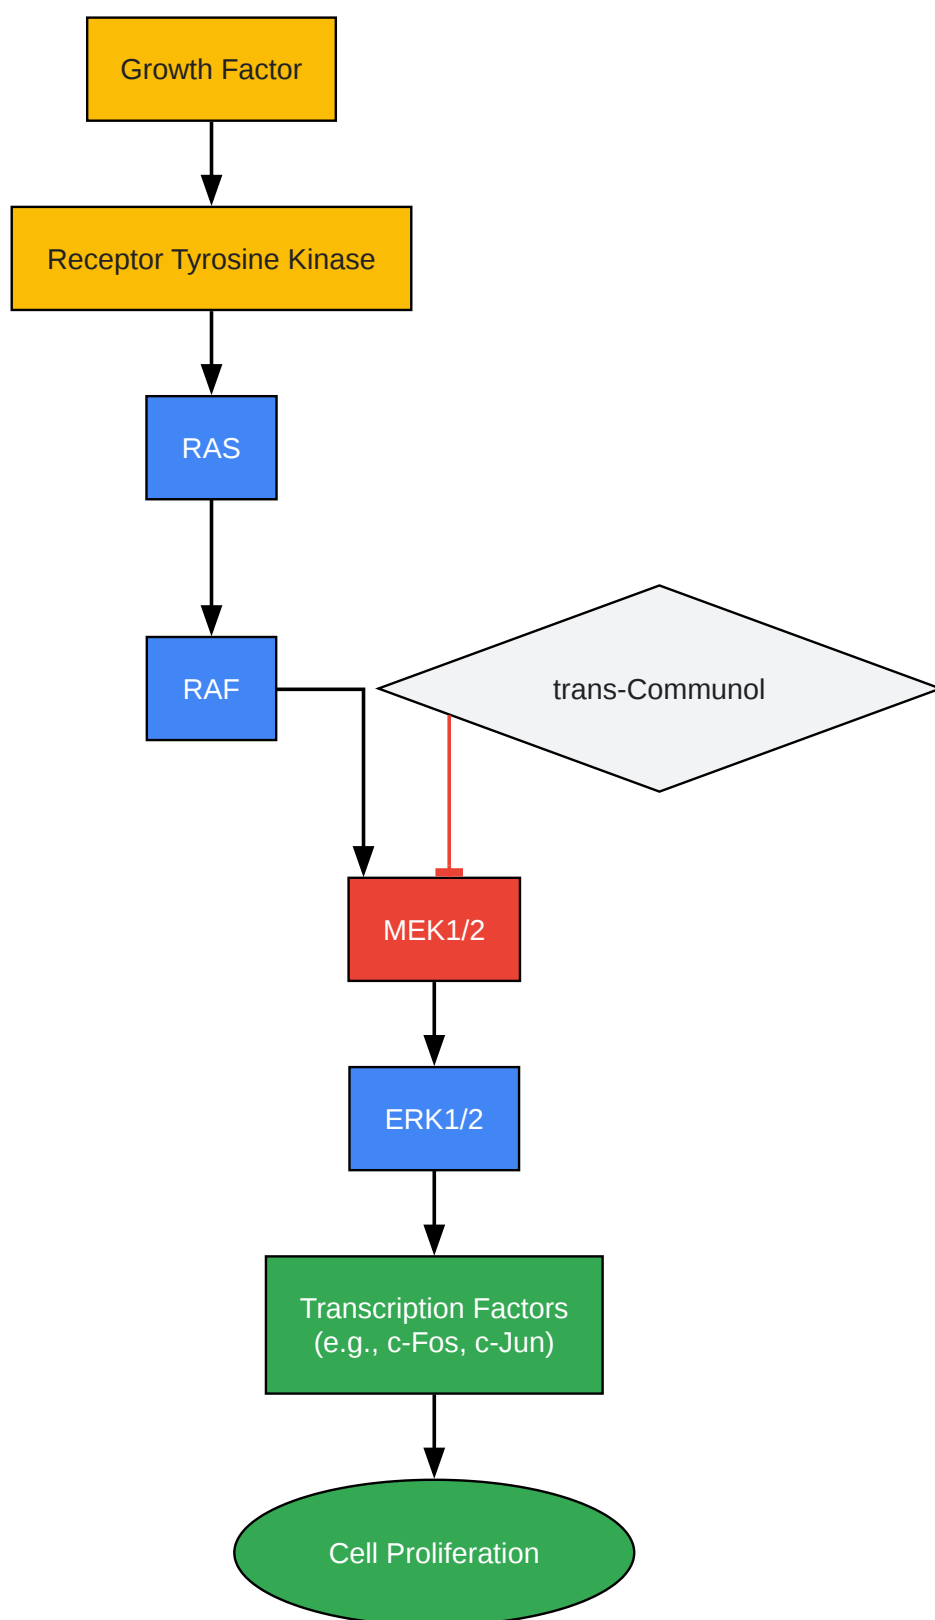 Growth Factor
Receptor Tyrosine Kinase
RAS
RAF
trans-Communol
MEK1/2
ERK1/2
Transcription Factors
(e.g., c-Fos, c-Jun)
Cell Proliferation